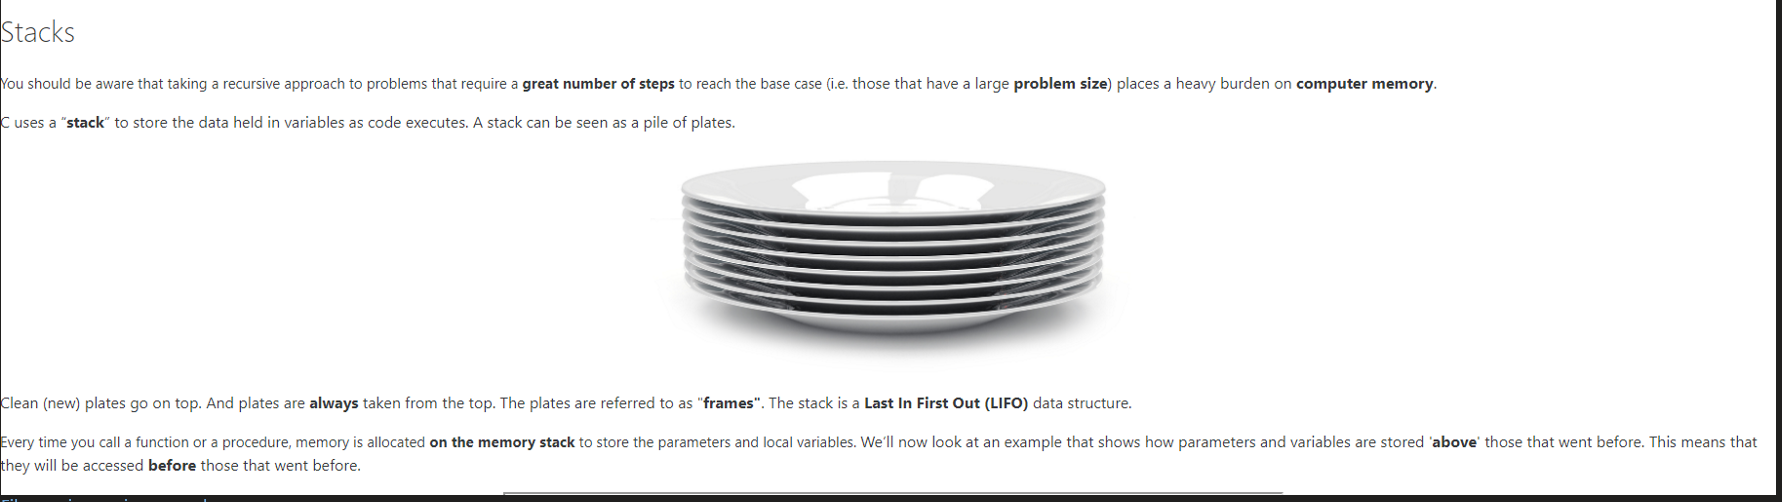 Stacks
You should be aware that taking a recursive approach to problems that require a great number of steps to reach the base case (i.e. those that have a large problem size) places a heavy burden on computer memory.
C uses a "stack" to store the data held in variables as code executes. A stack can be seen as a pile of plates.
Clean (new) plates go on top. And plates are always taken from the top. The plates are referred to as "frames". The stack is a Last In First Out (LIFO) data structure.
Every time you call a function or a procedure, memory is allocated on the memory stack to store the parameters and local variables. We'll now look at an example that shows how parameters and variables are stored 'above' those that went before. This means that
they will be accessed before those that went before.